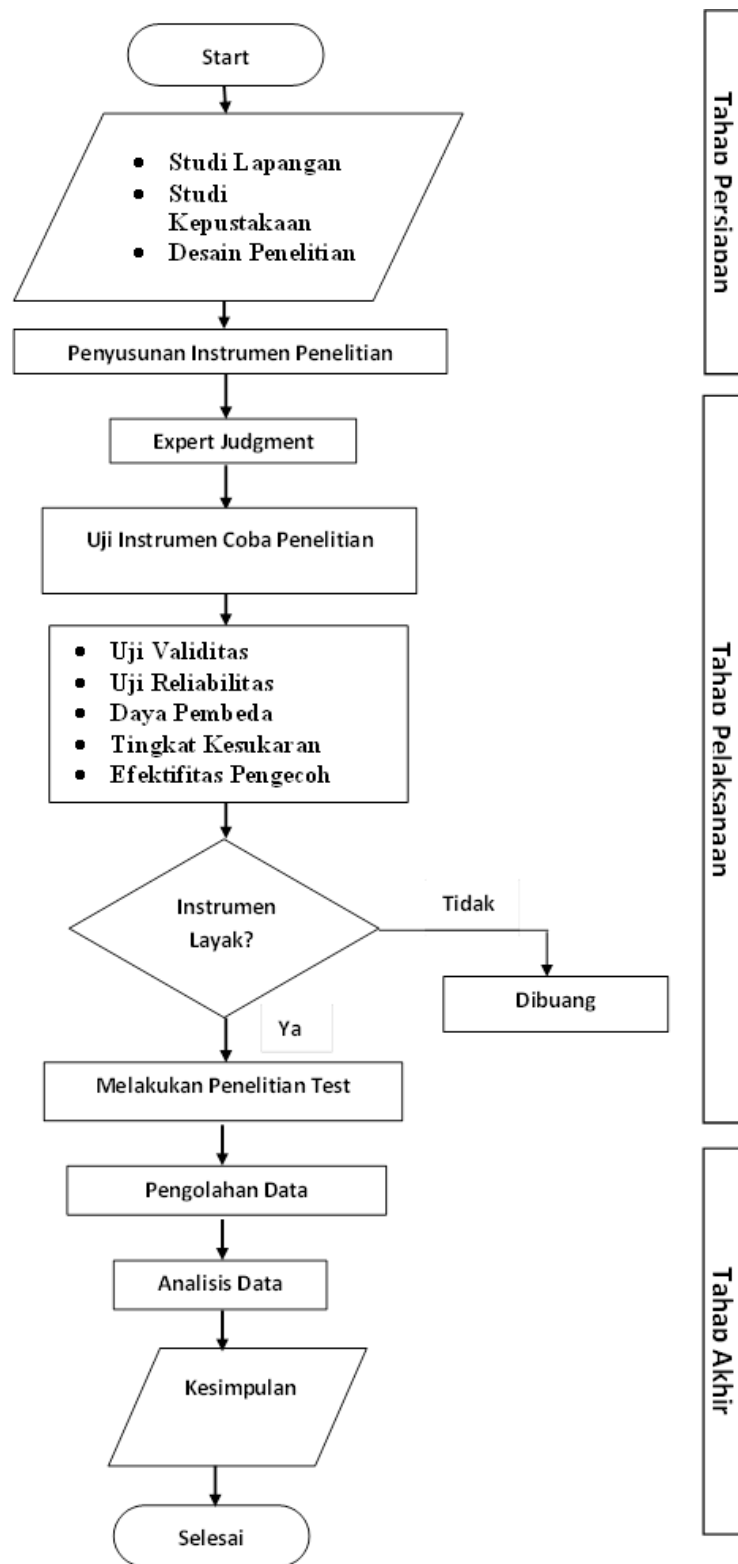 Start
• Studi Lapangan
• Studi
Kepustakaan
• Desain Penelitian
Penyusunan Instrumen Penelitian
Tahap Persiapan
Expert Judgment
Uji Instrumen Coba Penelitian
• Uji Validitas
• Uji Reliabilitas
• Daya Pembeda
• Tingkat Kesukaran
• Efektifitas Pengecoh
Instrumen
Layak?
Tidak
Dibuang
Ya
Melakukan Penelitian Test
Tahap Pelaksanaan
Pengolahan Data
Analisis Data
Kesimpulan
Selesai
Tahap Akhir